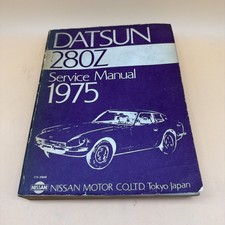 DATSUN
280Z
Service Manual
1975
NISSAN
NISSAN MOTOR CO.,LTD. Tokyo Japan